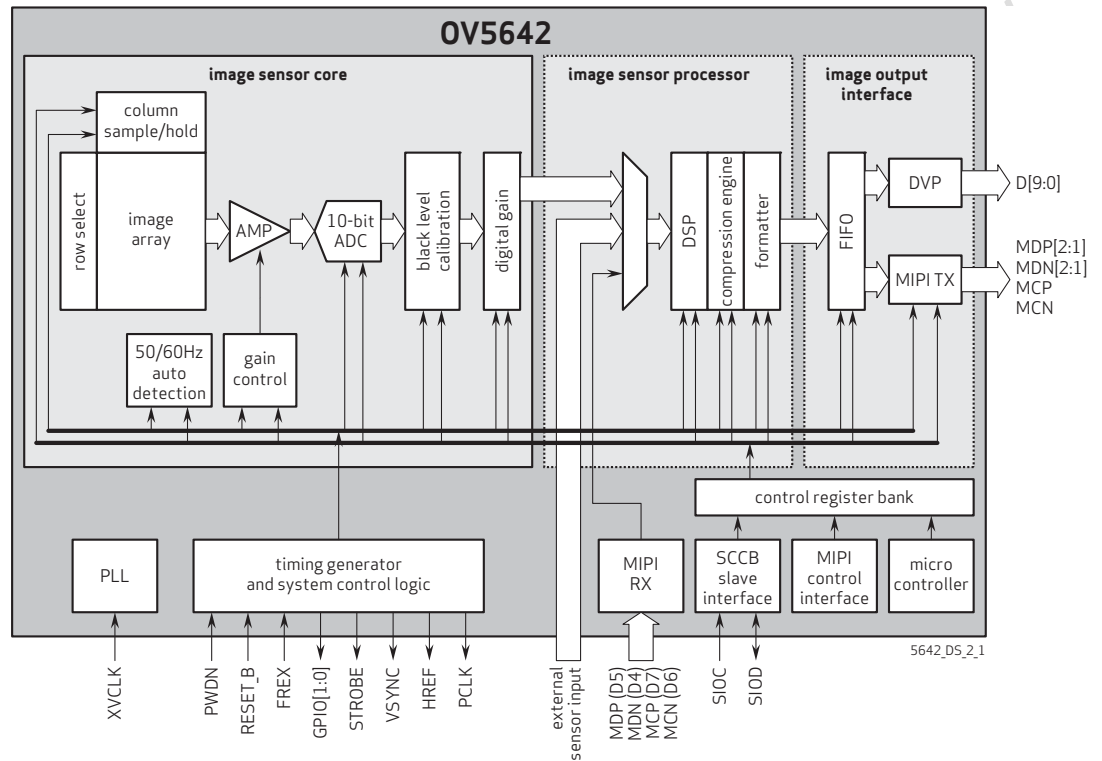 OV5642
image sensor core
image sensor processor
image output
interface
column
sample/hold
row select
image
array
AMP
10-bit
ADC
black level
calibration
digital gain
DSP
compression engine
formatter
FIFO
DVP
MIPI TX
D[9:0]
MDP[2:1]
MDN[2:1]
MCP
MCN
50/60Hz
auto
detection
gain
control
control register bank
PLL
timing generator
and system control logic
MIPI
RX
SCCB
slave
interface
MIPI
control
interface
micro
controller
5642_DS_2_1
XVCLK
PWDN
RESET_B
FREX
GPIO[1:0]
STROBE
VSYNC
HREF
PCLK
external
sensor input
MDP (D5)
MDN (D4)
MCP (D7)
MCN (D6)
SIOC
SIOD